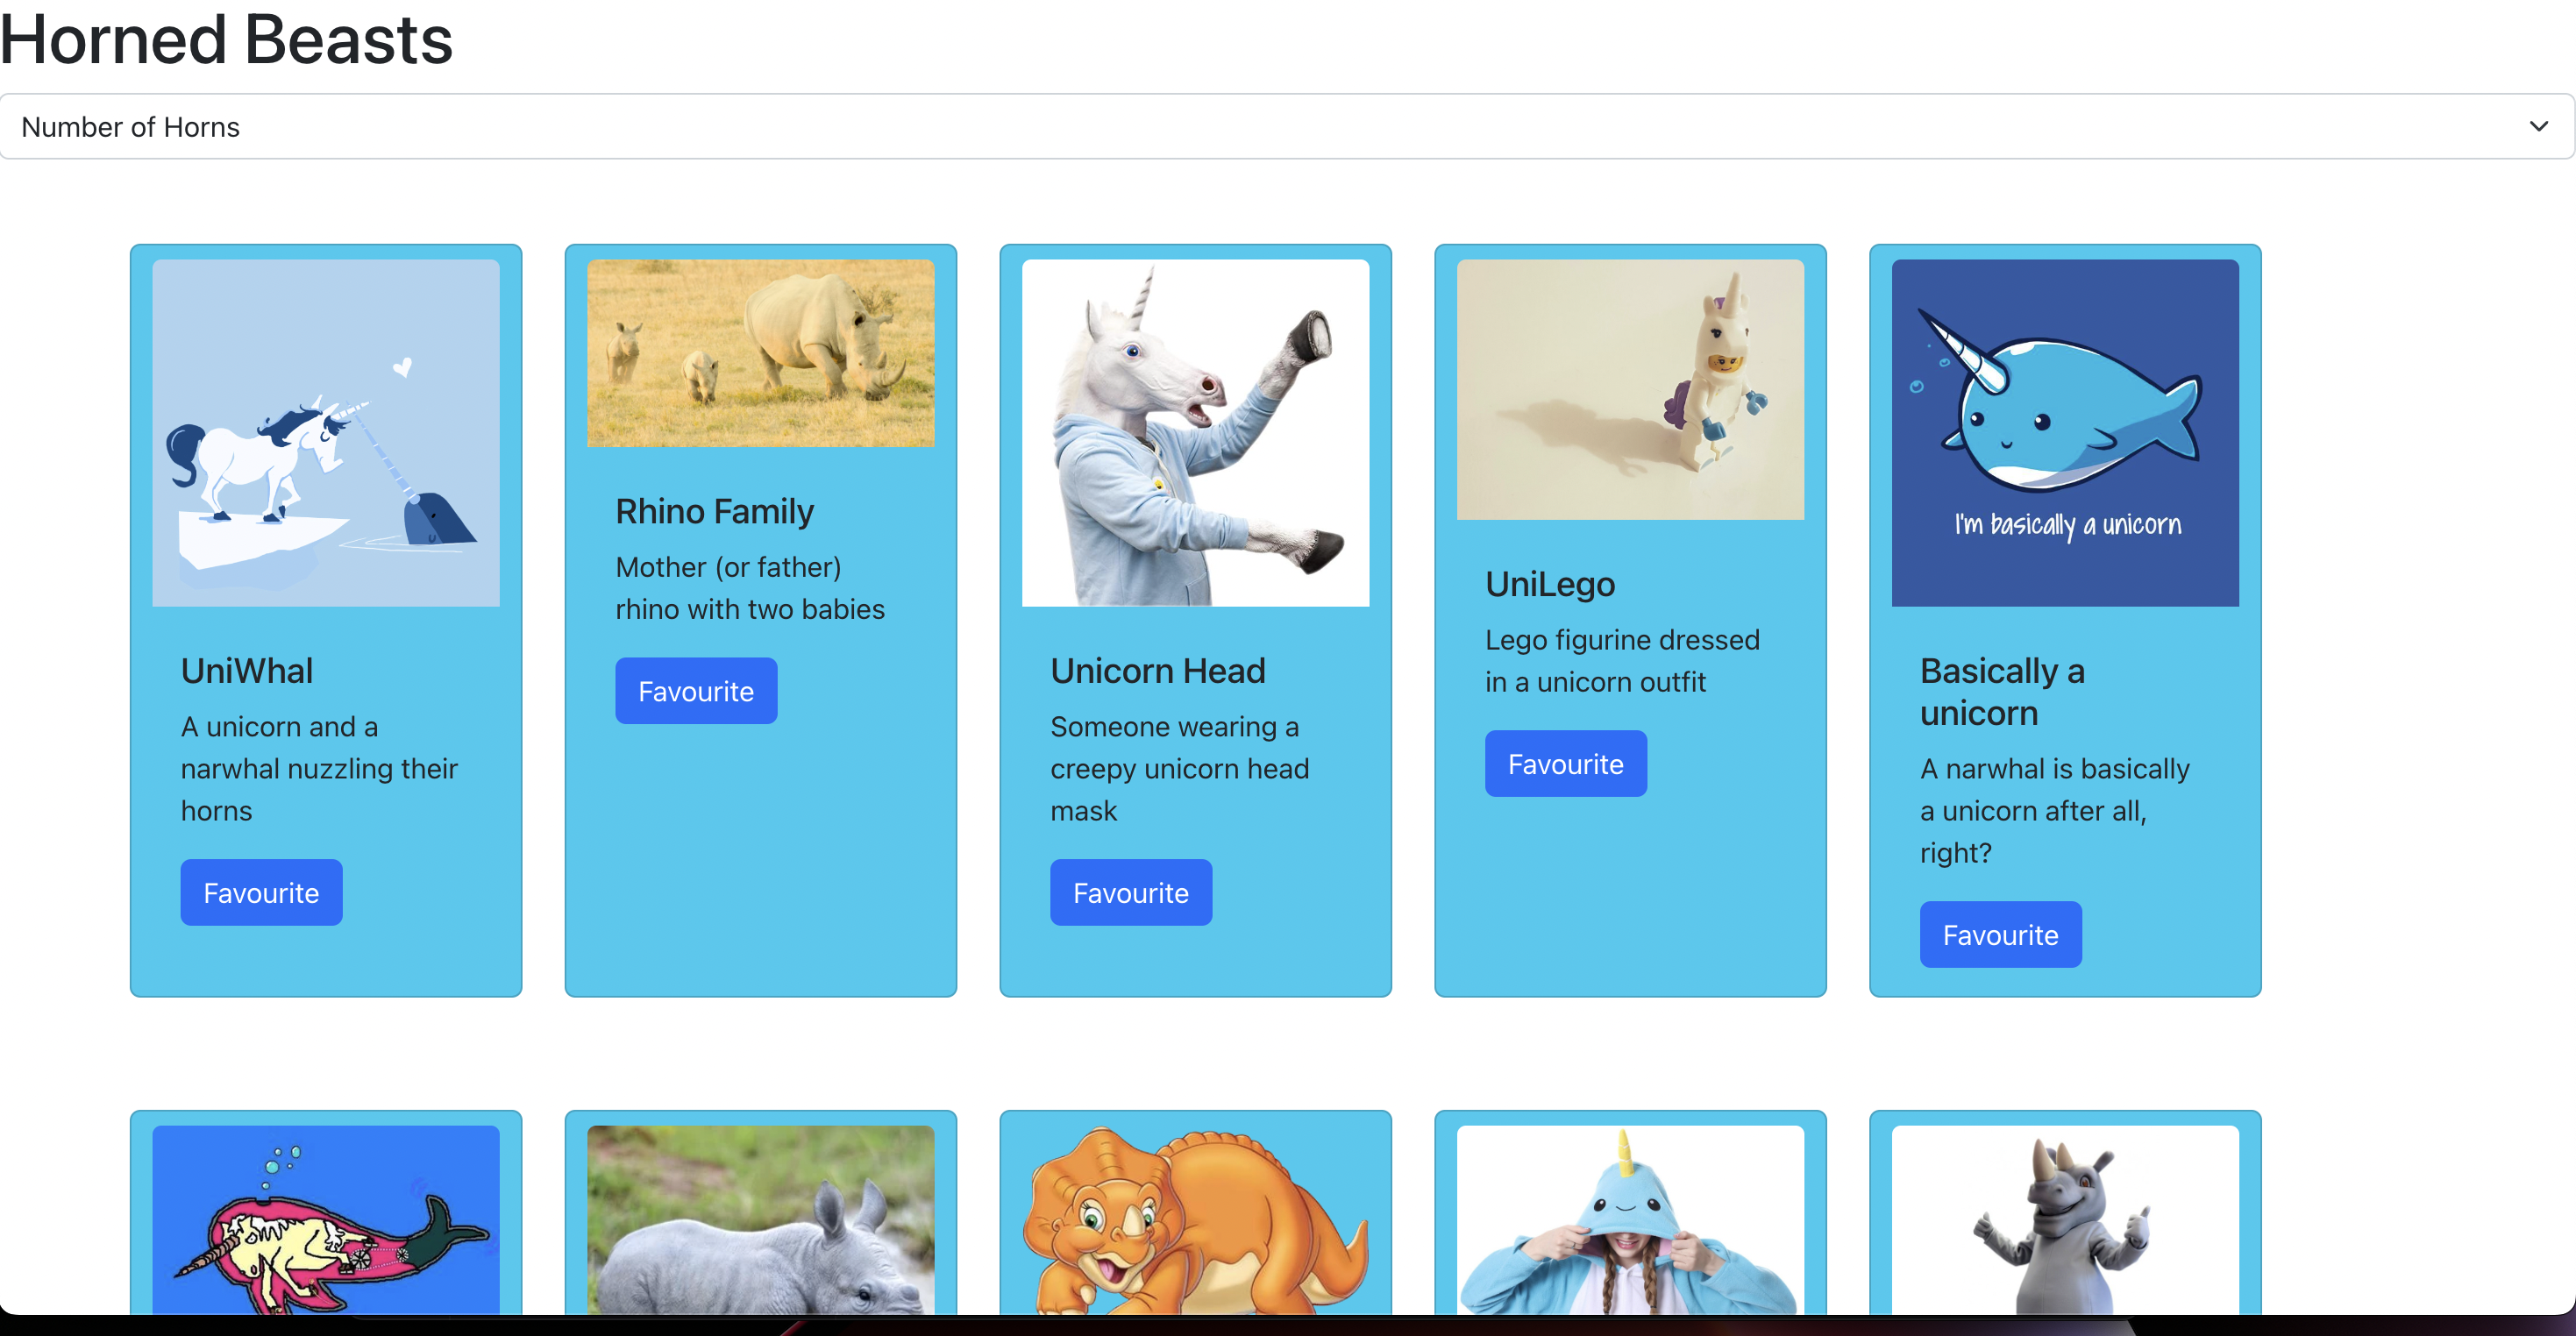 Horned Beasts
Number of Horns
I'm basically a unicorn
UniWhal
A unicorn and a
narwhal nuzzling their
horns
Favourite
Rhino Family
Mother (or father)
rhino with two babies
Favourite
Unicorn Head
Someone wearing a
creepy unicorn head
mask
Favourite
UniLego
Lego figurine dressed
in a unicorn outfit
Favourite
Basically a
unicorn
A narwhal is basically
a unicorn after all,
right?
Favourite